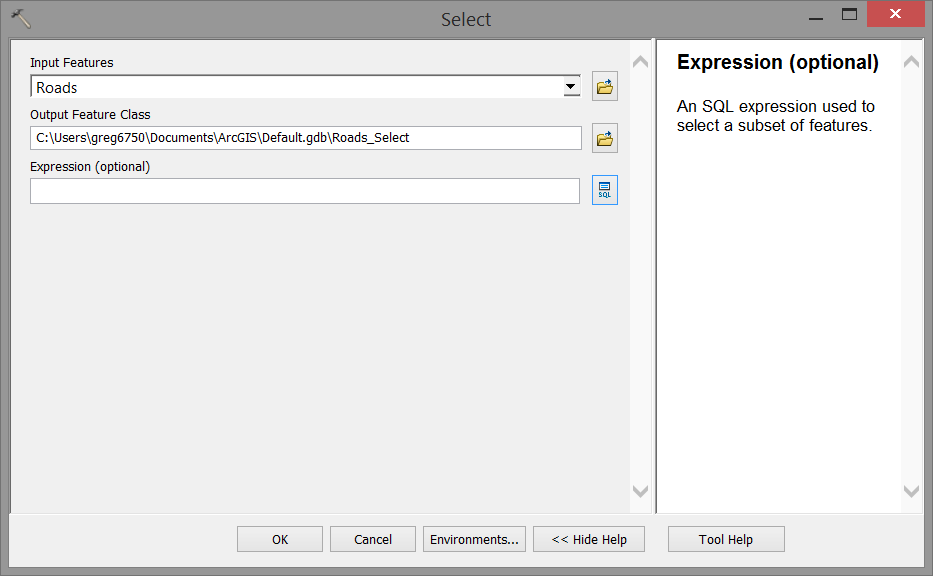 Select
Input Features
Roads
Output Feature Class
C:\Users\greg6750\Documents\ArcGIS\Default.gdb\Roads_Select
Expression (optional)
SQL
Expression (optional)
An SQL expression used to
select a subset of features.
OK
Cancel
Environments...
<< Hide Help
Tool Help